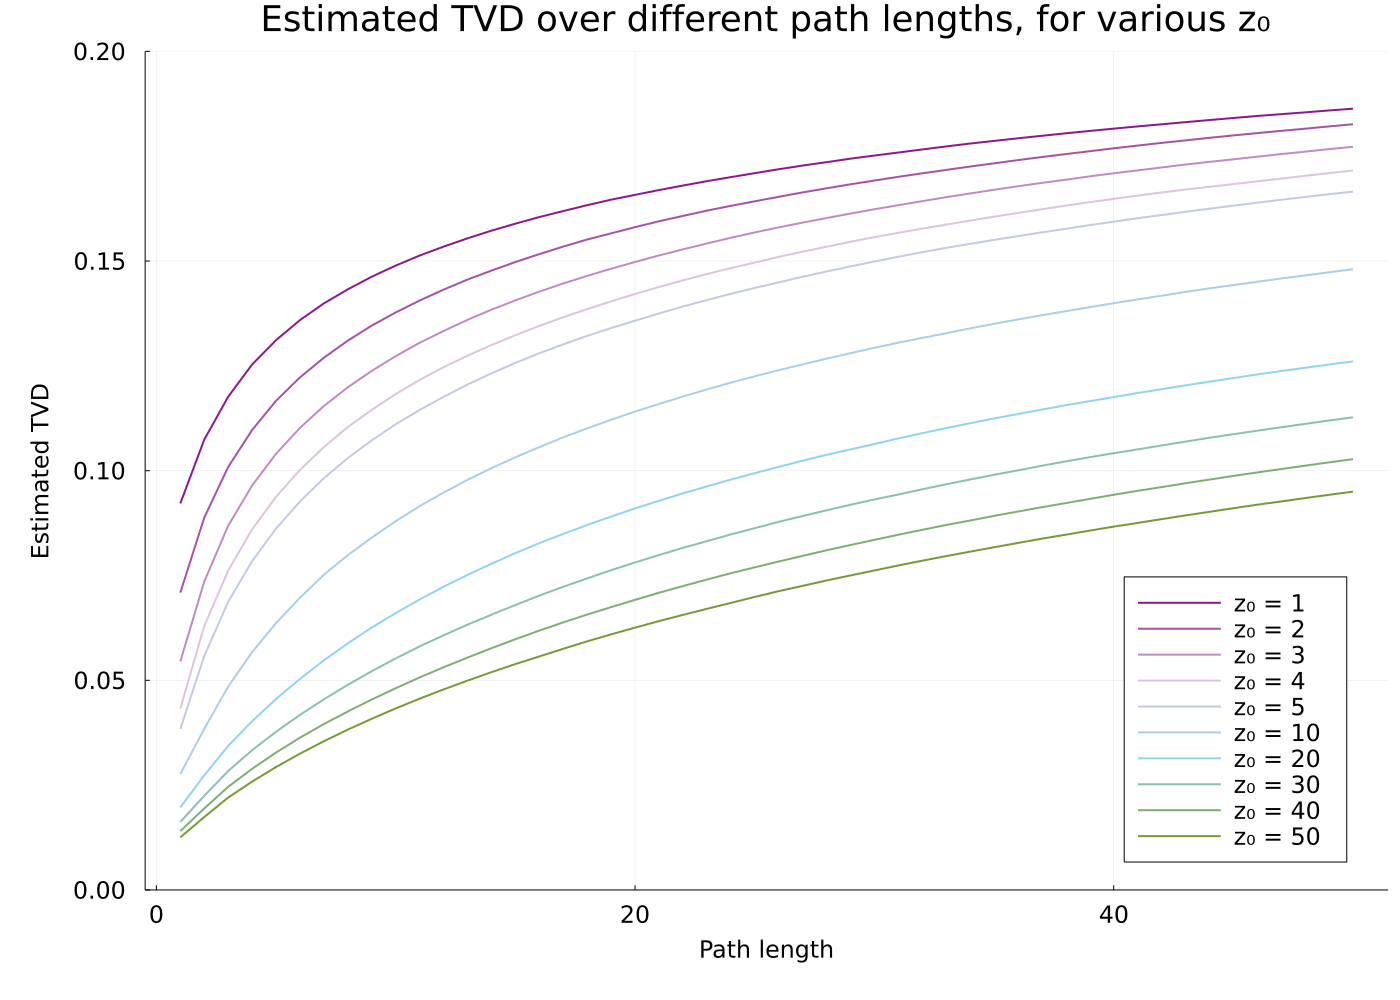 Estimated TVD over different path lengths, for various z₀
0.20
0.15
0.10
0.05
0.00
Estimated TVD
z₀ = 1
z₀ = 2
z₀ = 3
z₀ = 4
z₀ = 5
z₀ = 10
z₀ = 20
z₀ = 30
z₀ = 40
z₀ = 50
0 20 40
Path length